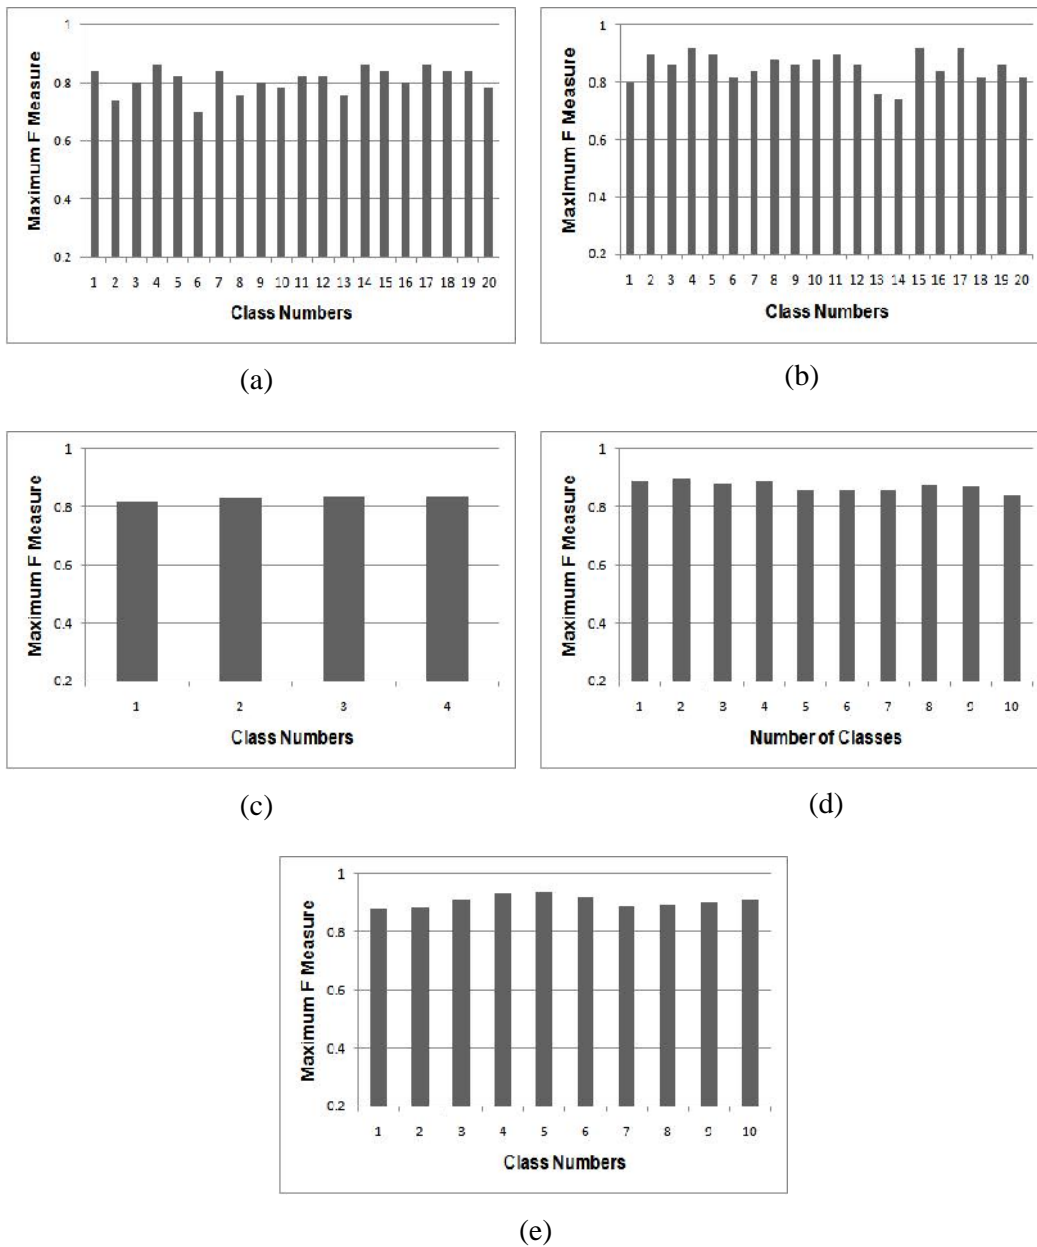 1
0.8
0.6
0.4
0.2
Maximum F Measure
1 2 3 4 5 6 7 8 9 10 11 12 13 14 15 16 17 18 19 20
Class Numbers
(a)
1
0.8
0.6
0.4
0.2
Maximum F Measure
1 2 3 4 5 6 7 8 9 10 11 12 13 14 15 16 17 18 19 20
Class Numbers
(b)
1
0.8
0.6
0.4
0.2
Maximum F Measure
1 2 3 4
Class Numbers
(c)
1
0.8
0.6
0.4
0.2
Maximum F Measure
1 2 3 4 5 6 7 8 9 10
Number of Classes
(d)
1
0.8
0.6
0.4
0.2
Maximum F Measure
1 2 3 4 5 6 7 8 9 10
Class Numbers
(e)